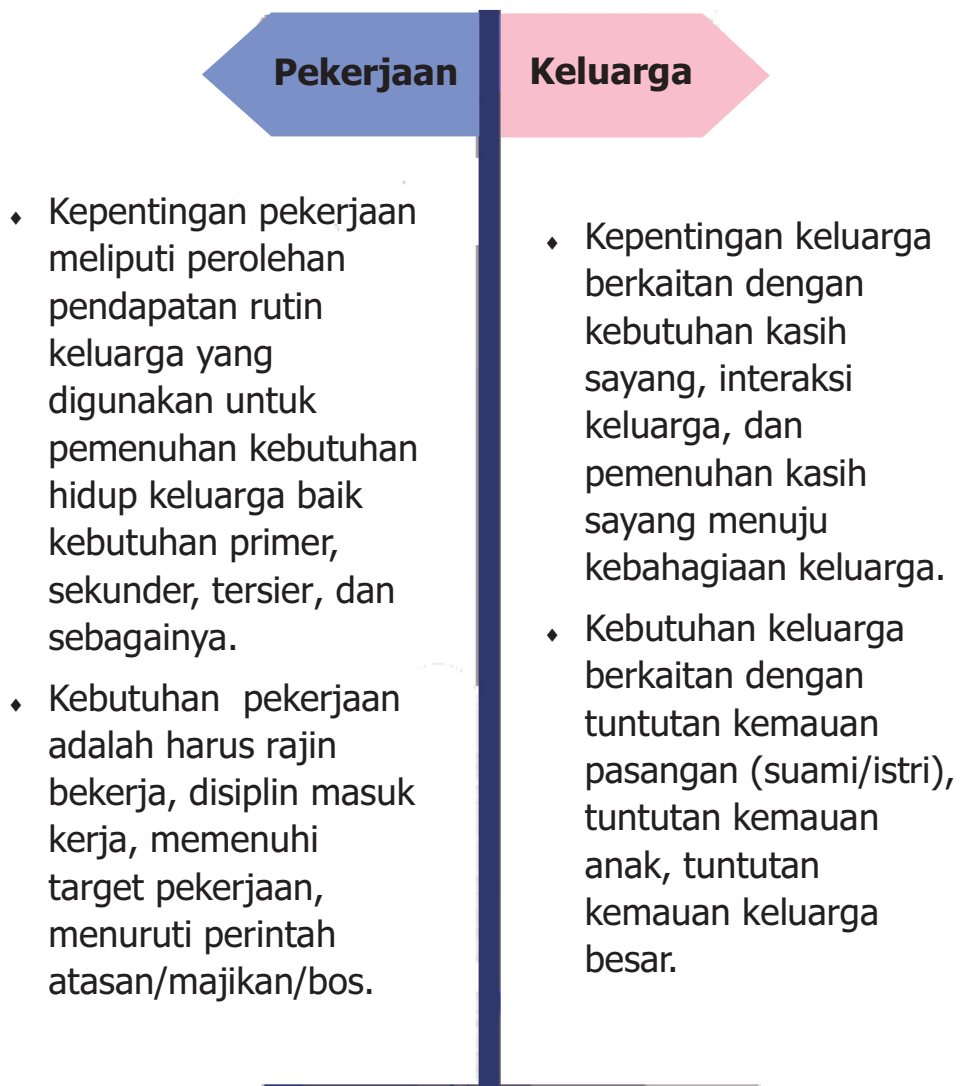 Pekerjaan
Keluarga
Kepentingan pekerjaan
meliputi perolehan
pendapatan rutin
keluarga yang
digunakan untuk
pemenuhan kebutuhan
hidup keluarga baik
kebutuhan primer,
sekunder, tersier, dan
sebagainya.
Kebutuhan  pekerjaan
adalah harus rajin
bekerja, disiplin masuk
kerja, memenuhi
target pekerjaan,
menuruti perintah
atasan/majikan/bos.
Kepentingan keluarga
berkaitan dengan
kebutuhan kasih
sayang, interaksi
keluarga, dan
pemenuhan kasih
sayang menuju
kebahagiaan keluarga.
Kebutuhan keluarga
berkaitan dengan
tuntutan kemauan
pasangan (suami/istri),
tuntutan kemauan
anak, tuntutan
kemauan keluarga
besar.